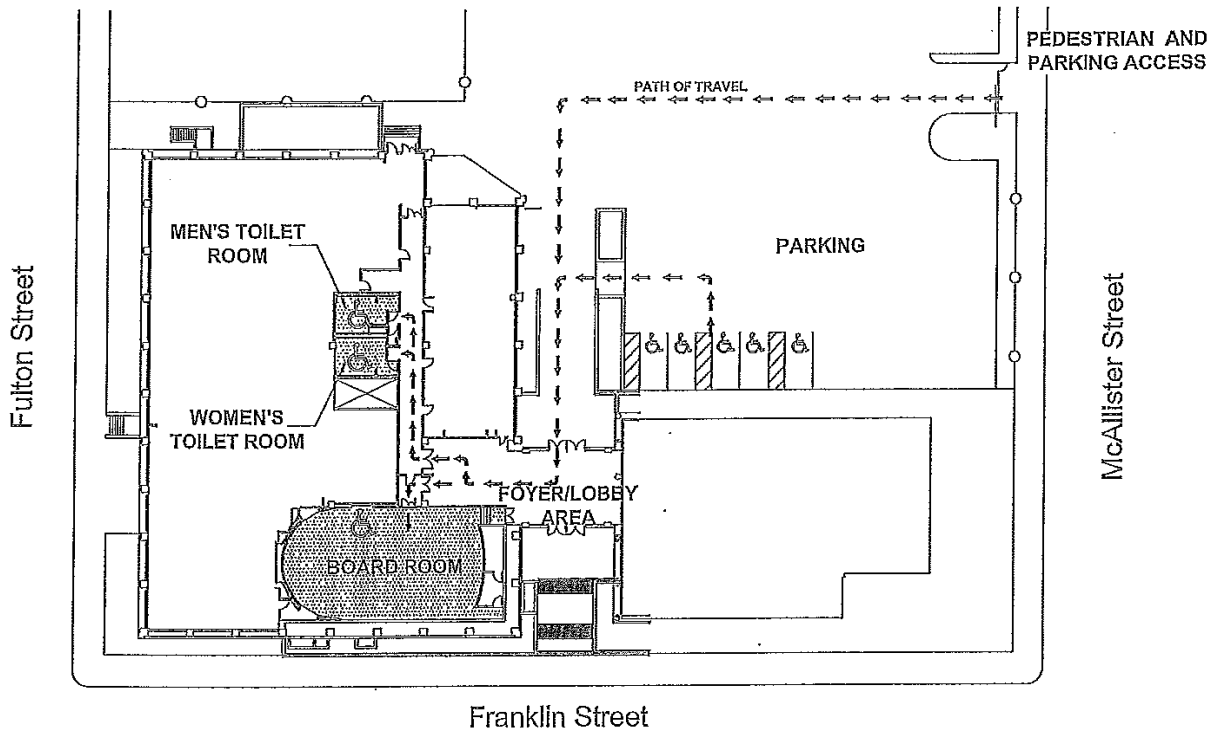 PEDESTRIAN AND
PARKING ACCESS
PATH OF TRAVEL
MEN'S TOILET
ROOM
PARKING
Fulton Street
McAllister Street
WOMEN'S
TOILET ROOM
FOYER/LOBBY
AREA
BOARD ROOM
Franklin Street